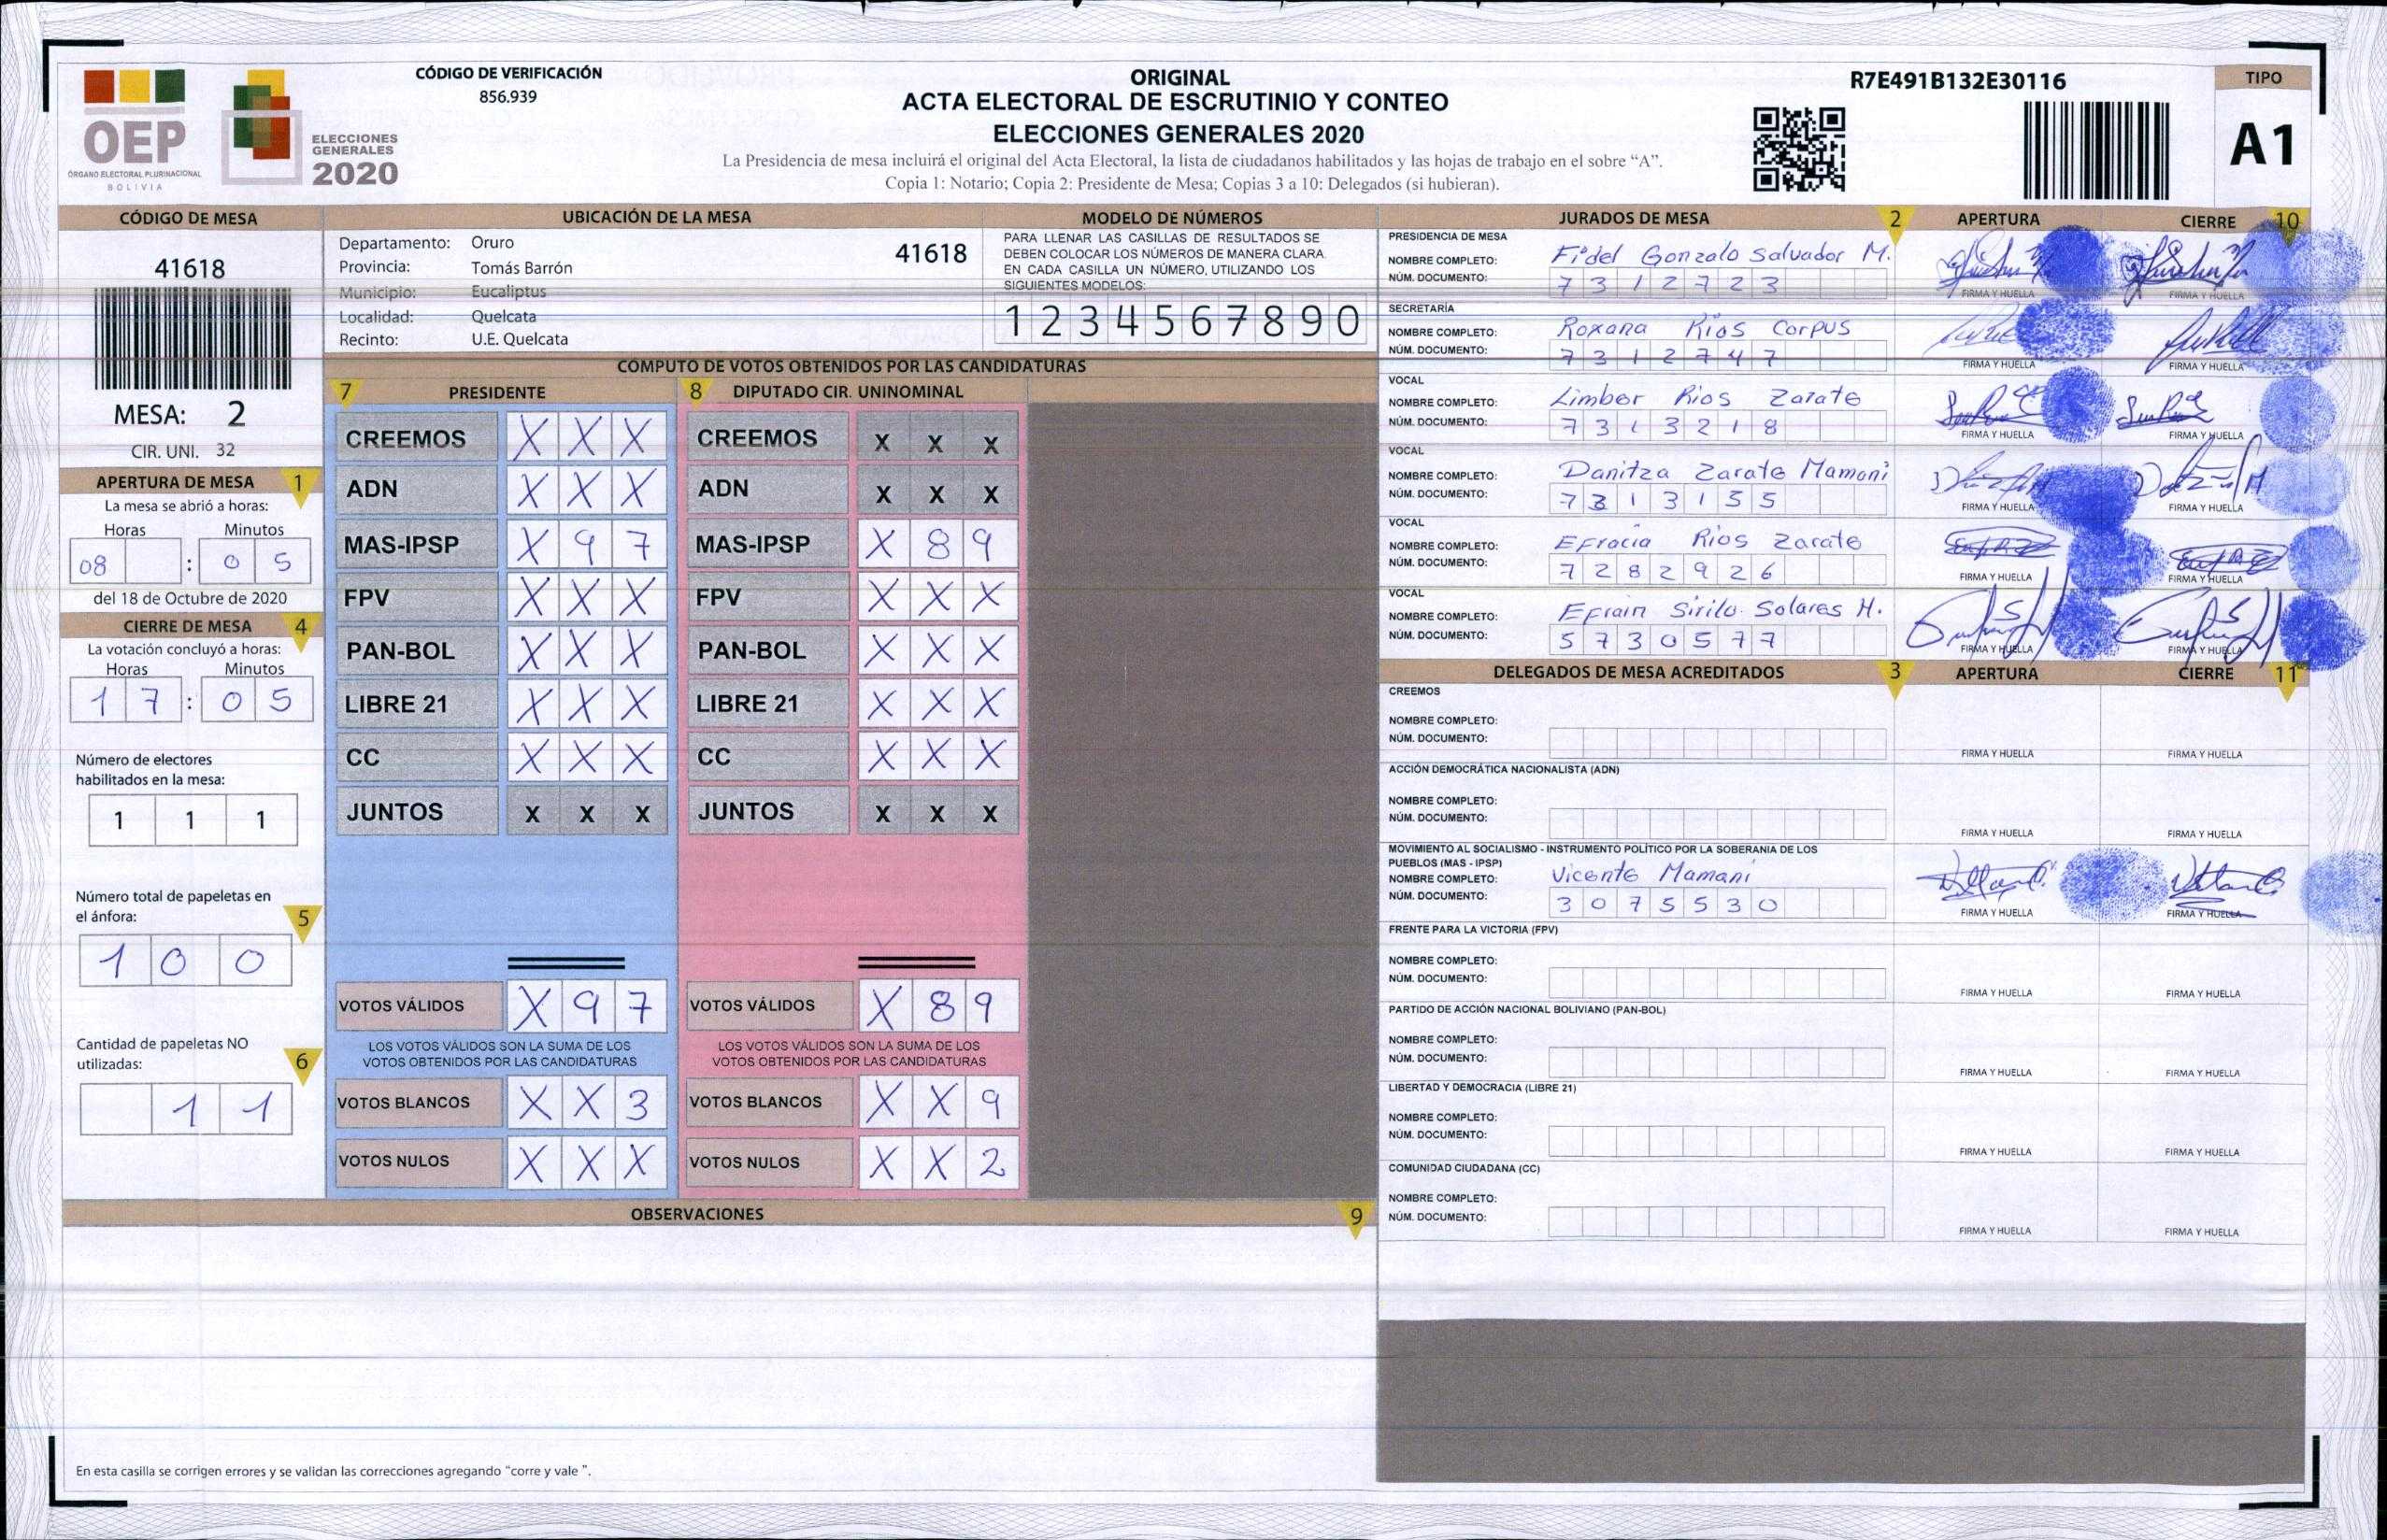 CÓDIGO DE VERIFICACIÓN
856.939
ORIGINAL
ACTA ELECTORAL DE ESCRUTINIO Y CONTEO
ELECCIONES GENERALES 2020
La Presidencia de mesa incluirá el original del Acta Electoral, la lista de ciudadanos habilitados y las hojas de trabajo en el sobre “A”.
Copia 1: Notario; Copia 2: Presidente de Mesa; Copias 3 a 10: Delegados (si hubieran).
R7E491B132E30116
TIPO
A1
OEP
ÓRGANO ELECTORAL PLURINACIONAL
BOLIVIA
ELECCIONES
GENERALES
2020
CÓDIGO DE MESA
41618
MESA: 2
CIR. UNI. 32
APERTURA DE MESA 1
La mesa se abrió a horas:
Horas Minutos
08 : 0 5
del 18 de Octubre de 2020
CIERRE DE MESA 4
La votación concluyó a horas:
Horas Minutos
1 7 : 0 5
Número de electores
habilitados en la mesa:
1 1 1
Número total de papeletas en
el ánfora: 5
1 0 0
Cantidad de papeletas NO
utilizadas: 6
1 1
UBICACIÓN DE LA MESA
Departamento: Oruro 41618
Provincia: Tomás Barrón
Municipio: Eucaliptus
Localidad: Quelcata
Recinto: U.E. Quelcata
MODELO DE NÚMEROS
PARA LLENAR LAS CASILLAS DE RESULTADOS SE
DEBEN COLOCAR LOS NÚMEROS DE MANERA CLARA.
EN CADA CASILLA UN NÚMERO, UTILIZANDO LOS
SIGUIENTES MODELOS:
1 2 3 4 5 6 7 8 9 0
CÓMPUTO DE VOTOS OBTENIDOS POR LAS CANDIDATURAS
7 PRESIDENTE 8 DIPUTADO CIR. UNINOMINAL
CREEMOS X X X CREEMOS X X X
ADN X X X ADN X X X
MAS-IPSP X 9 7 MAS-IPSP X 8 9
FPV X X X FPV X X X
PAN-BOL X X X PAN-BOL X X X
LIBRE 21 X X X LIBRE 21 X X X
CC X X X CC X X X
JUNTOS X X X JUNTOS X X X
VOTOS VÁLIDOS X 9 7 VOTOS VÁLIDOS X 8 9
LOS VOTOS VÁLIDOS SON LA SUMA DE LOS LOS VOTOS VÁLIDOS SON LA SUMA DE LOS
VOTOS OBTENIDOS POR LAS CANDIDATURAS VOTOS OBTENIDOS POR LAS CANDIDATURAS
VOTOS BLANCOS X X 3 VOTOS BLANCOS X X 9
VOTOS NULOS X X X VOTOS NULOS X X 2
OBSERVACIONES 9
En esta casilla se corrigen errores y se validan las correcciones agregando “corre y vale ”.
JURADOS DE MESA 2 APERTURA CIERRE 10
PRESIDENCIA DE MESA
NOMBRE COMPLETO: Fidel Gonzalo Salvador M.
NÚM. DOCUMENTO: 7 3 1 2 7 2 3
FIRMA Y HUELLA FIRMA Y HUELLA
SECRETARÍA
NOMBRE COMPLETO: Roxana Rios Corpus
NÚM. DOCUMENTO: 7 3 1 2 7 4 7
FIRMA Y HUELLA FIRMA Y HUELLA
VOCAL
NOMBRE COMPLETO: Limber Rios Zarate
NÚM. DOCUMENTO: 7 3 1 3 2 1 8
FIRMA Y HUELLA FIRMA Y HUELLA
VOCAL
NOMBRE COMPLETO: Danitza Zarate Mamani
NÚM. DOCUMENTO: 7 3 1 3 1 5 5
FIRMA Y HUELLA FIRMA Y HUELLA
VOCAL
NOMBRE COMPLETO: Efracia Rios Zarate
NÚM. DOCUMENTO: 7 2 8 2 9 2 6
FIRMA Y HUELLA FIRMA Y HUELLA
VOCAL
NOMBRE COMPLETO: Efrain Sirilo Solares M.
NÚM. DOCUMENTO: 5 7 3 0 5 7 7
FIRMA Y HUELLA FIRMA Y HUELLA
DELEGADOS DE MESA ACREDITADOS 3 APERTURA CIERRE 11
CREEMOS
NOMBRE COMPLETO:
NÚM. DOCUMENTO:
FIRMA Y HUELLA FIRMA Y HUELLA
ACCIÓN DEMOCRÁTICA NACIONALISTA (ADN)
NOMBRE COMPLETO:
NÚM. DOCUMENTO:
FIRMA Y HUELLA FIRMA Y HUELLA
MOVIMIENTO AL SOCIALISMO - INSTRUMENTO POLÍTICO POR LA SOBERANIA DE LOS
PUEBLOS (MAS - IPSP)
NOMBRE COMPLETO: Vicente Mamani
NÚM. DOCUMENTO: 3 0 7 5 5 3 0
FIRMA Y HUELLA FIRMA Y HUELLA
FRENTE PARA LA VICTORIA (FPV)
NOMBRE COMPLETO:
NÚM. DOCUMENTO:
FIRMA Y HUELLA FIRMA Y HUELLA
PARTIDO DE ACCIÓN NACIONAL BOLIVIANO (PAN-BOL)
NOMBRE COMPLETO:
NÚM. DOCUMENTO:
FIRMA Y HUELLA FIRMA Y HUELLA
LIBERTAD Y DEMOCRACIA (LIBRE 21)
NOMBRE COMPLETO:
NÚM. DOCUMENTO:
FIRMA Y HUELLA FIRMA Y HUELLA
COMUNIDAD CIUDADANA (CC)
NOMBRE COMPLETO:
NÚM. DOCUMENTO:
FIRMA Y HUELLA FIRMA Y HUELLA